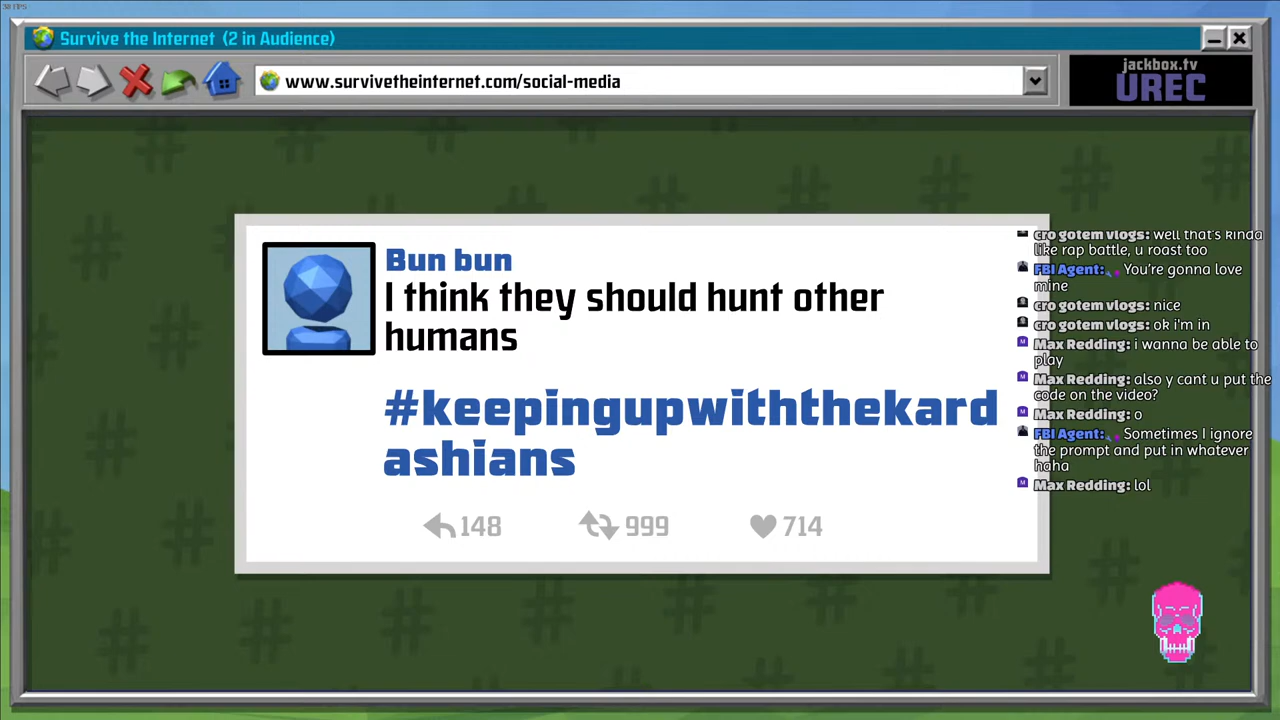 30 FPS
Survive the Internet (2 in Audience)
www.survivetheinternet.com/social-media
jackbox.tv
UREC
Bun bun
I think they should hunt other
humans
#keepingupwiththekard
ashians
148
999
714
cro gotem vlogs: well that's kinda
like rap battle, u roast too
FBI Agent: You're gonna love
mine
cro gotem vlogs: nice
cro gotem vlogs: ok i'm in
Max Redding: i wanna be able to
play
Max Redding: also y cant u put the
code on the video?
Max Redding: o
FBI Agent: Sometimes I ignore
the prompt and put in whatever
haha
Max Redding: lol